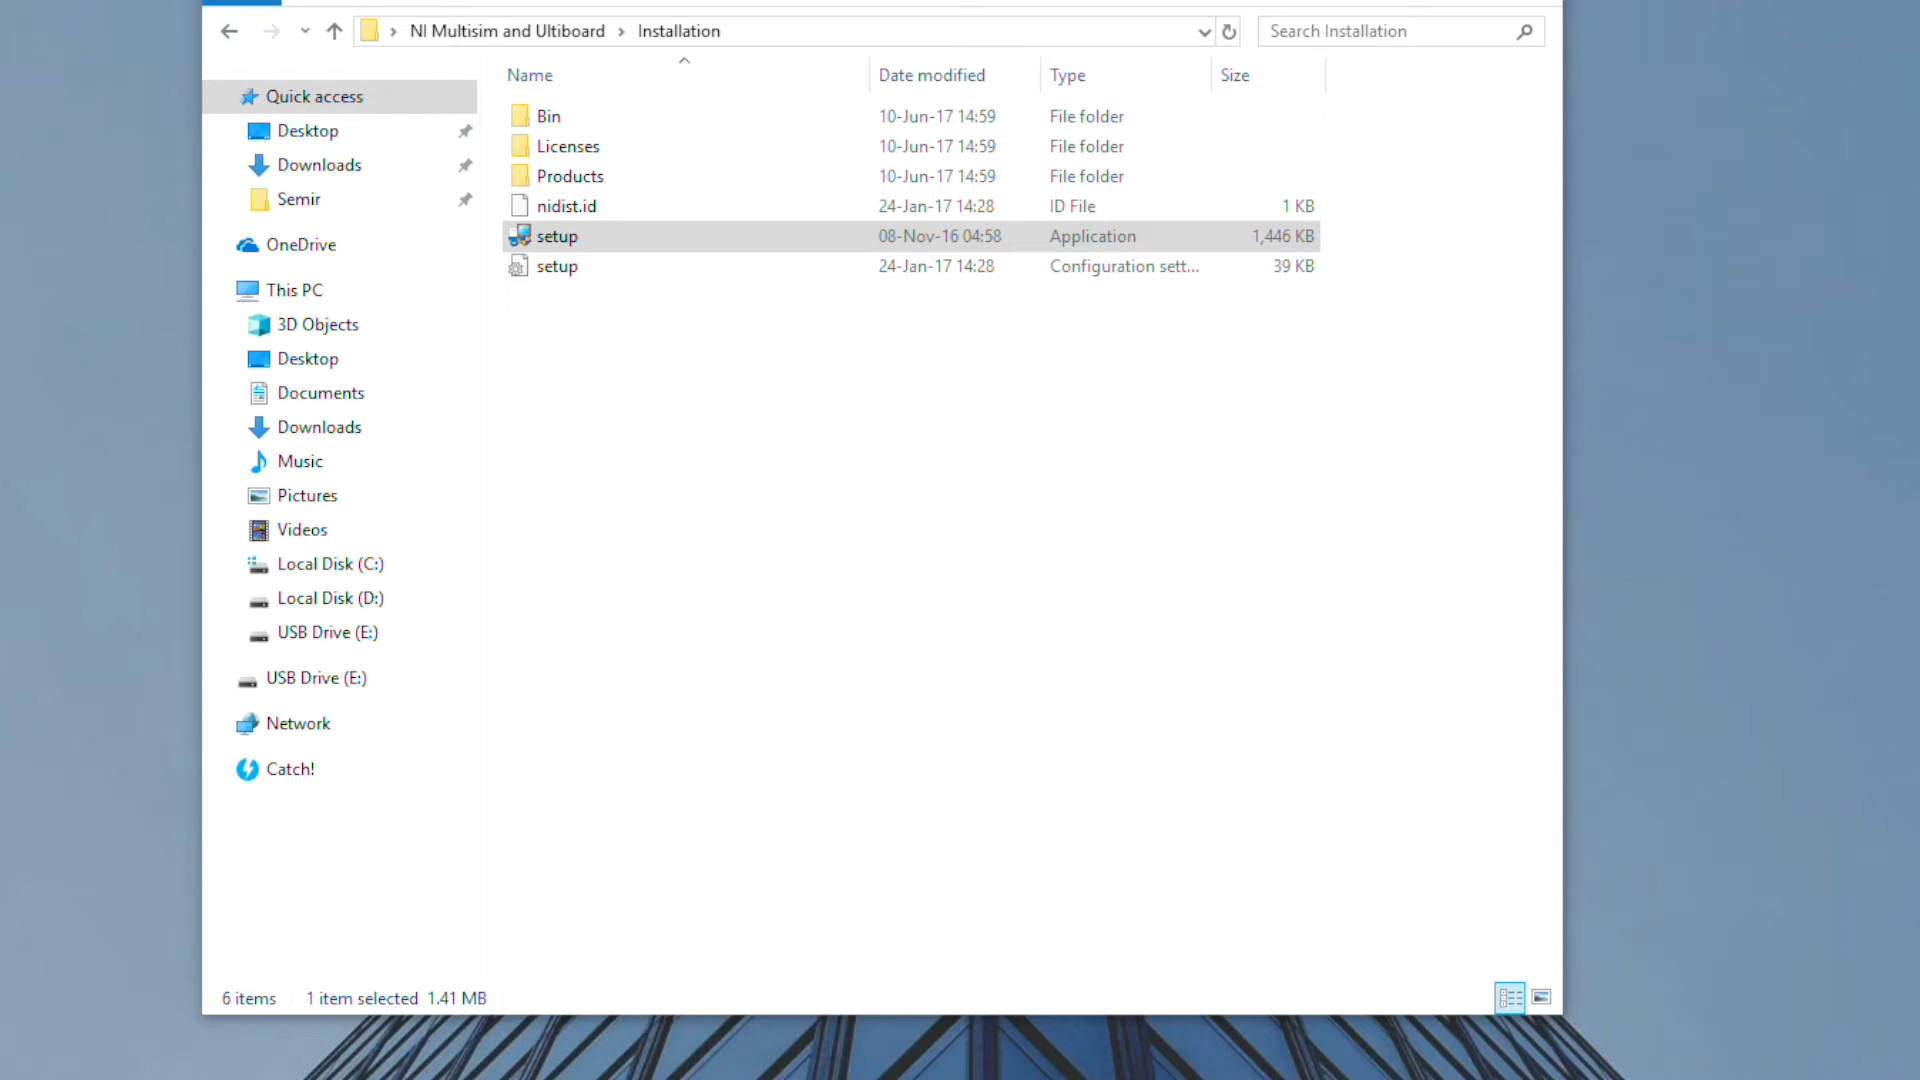 NI Multisim and Ultiboard > Installation
Search Installation
Name Date modified Type Size
Quick access
Desktop
Downloads
Semir
OneDrive
This PC
3D Objects
Desktop
Documents
Downloads
Music
Pictures
Videos
Local Disk (C:)
Local Disk (D:)
USB Drive (E:)
USB Drive (E:)
Network
Catch!
Bin 10-Jun-17 14:59 File folder
Licenses 10-Jun-17 14:59 File folder
Products 10-Jun-17 14:59 File folder
nidist.id 24-Jan-17 14:28 ID File 1 KB
setup 08-Nov-16 04:58 Application 1,446 KB
setup 24-Jan-17 14:28 Configuration sett... 39 KB
6 items 1 item selected 1.41 MB